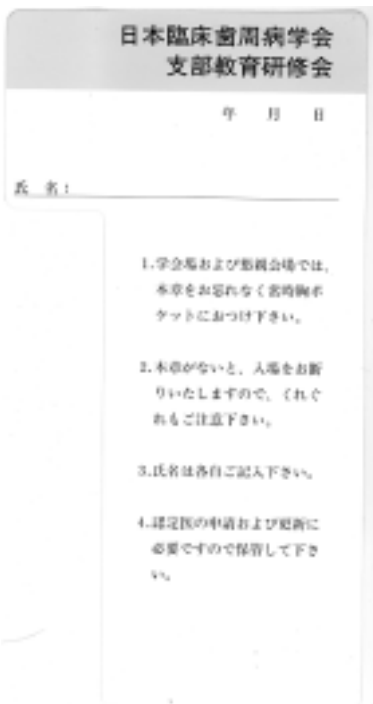 日本臨床歯周病学会
支部教育研修会
年 月 日
氏 名：
1.学会場および懇親会場では、
本章をお忘れなく常時胸ポ
ケットにおつけ下さい。
2.本章がないと、入場をお断
りいたしますので、くれぐ
れもご注意下さい。
3.氏名は各自ご記入下さい。
4.認定医の申請および更新に
必要ですので保管して下さ
い。